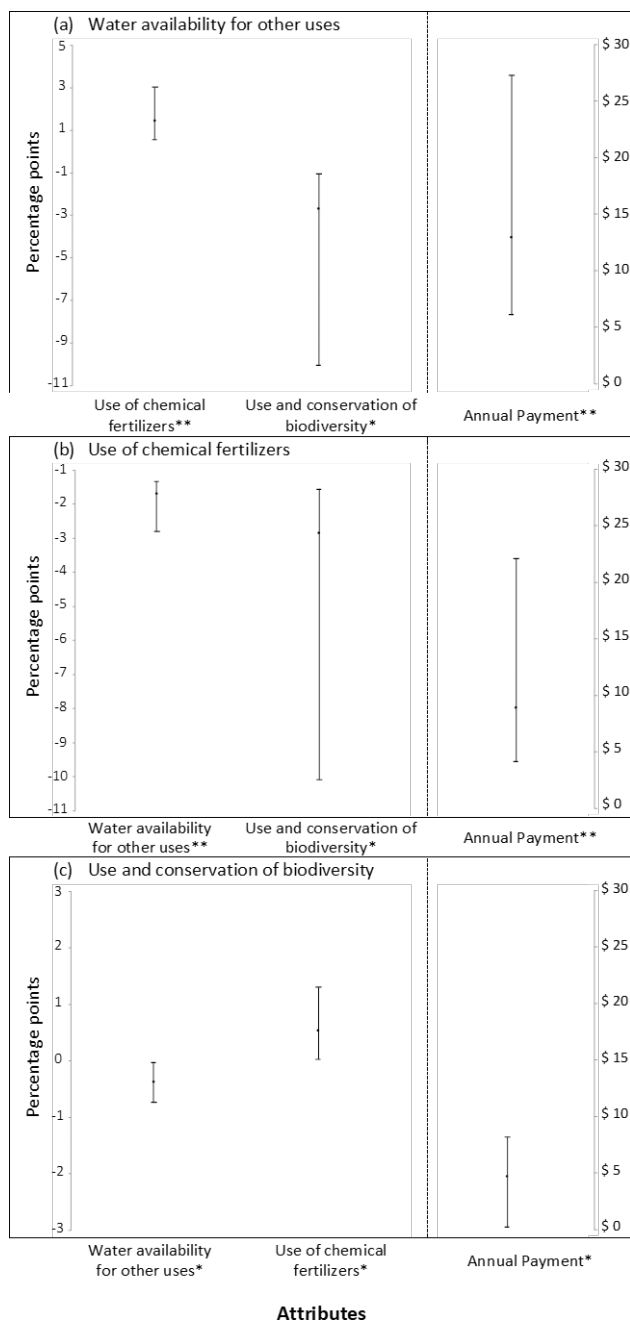 (a) Water availability for other uses
Percentage points
5
3
1
-1
-3
-5
-7
-9
-11
$ 30
$ 25
$ 20
$ 15
$ 10
$ 5
$ 0
Use of chemical
fertilizers**
Use and conservation of
biodiversity*
Annual Payment**
(b) Use of chemical fertilizers
Percentage points
-1
-2
-3
-4
-5
-6
-7
-8
-9
-10
-11
$ 30
$ 25
$ 20
$ 15
$ 10
$ 5
$ 0
Water availability
for other uses**
Use and conservation of
biodiversity*
Annual Payment**
(c) Use and conservation of biodiversity
Percentage points
3
2
1
0
-1
-2
-3
$ 30
$ 25
$ 20
$ 15
$ 10
$ 5
$ 0
Water availability
for other uses*
Use of chemical
fertilizers*
Annual Payment*
Attributes